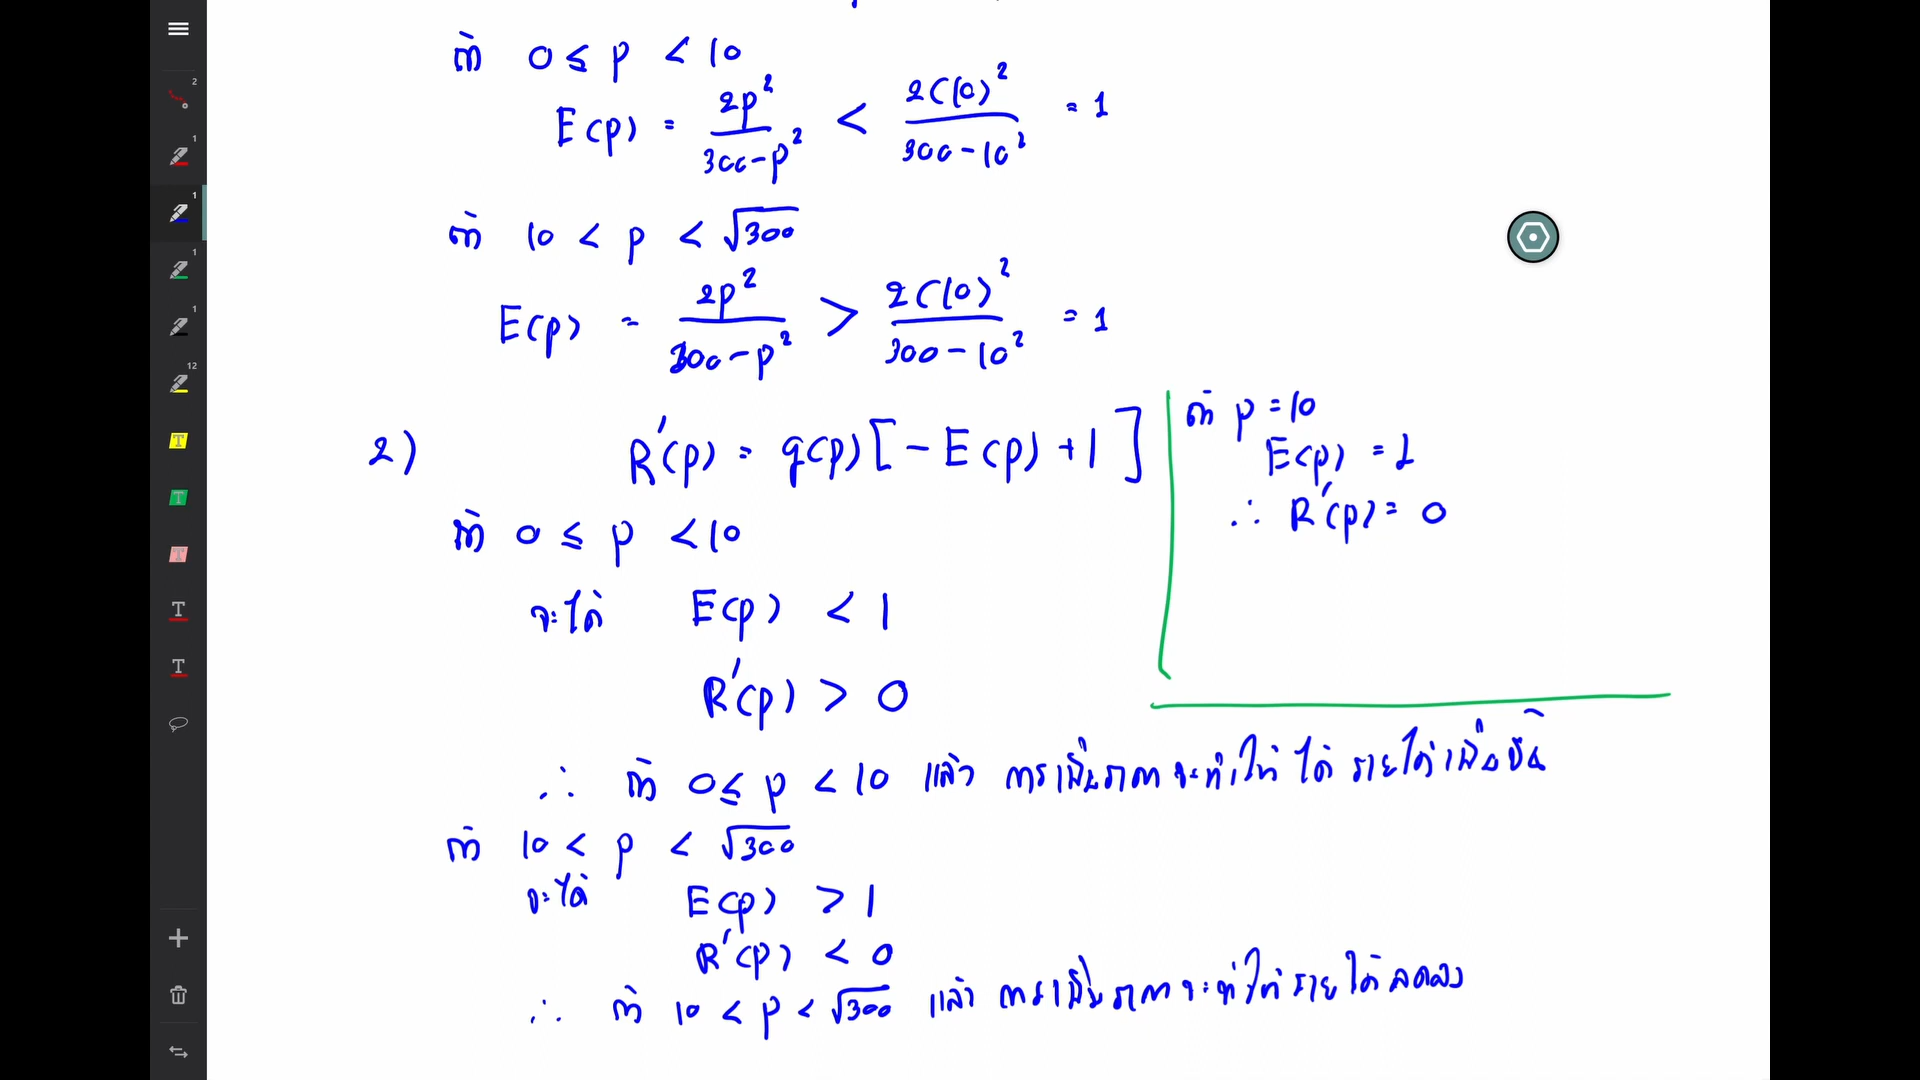 ถ้า 0 ≤ p < 10
E(p) = 2p² / (300-p²) < 2(10)² / (300-10²) = 1
ถ้า 10 < p < √300
E(p) = 2p² / (300-p²) > 2(10)² / (300-10²) = 1
2) R'(p) = q(p)[-E(p)+1]
ถ้า p = 10
E(p) = 1
∴ R'(p) = 0
ถ้า 0 ≤ p < 10
จะได้ E(p) < 1
R'(p) > 0
∴ ถ้า 0 ≤ p < 10 แล้ว การเพิ่มราคาจะทำให้ได้ รายได้เพิ่มขึ้น
ถ้า 10 < p < √300
จะได้ E(p) > 1
R'(p) < 0
∴ ถ้า 10 < p < √300 แล้ว การเพิ่มราคาจะทำให้รายได้ลดลง